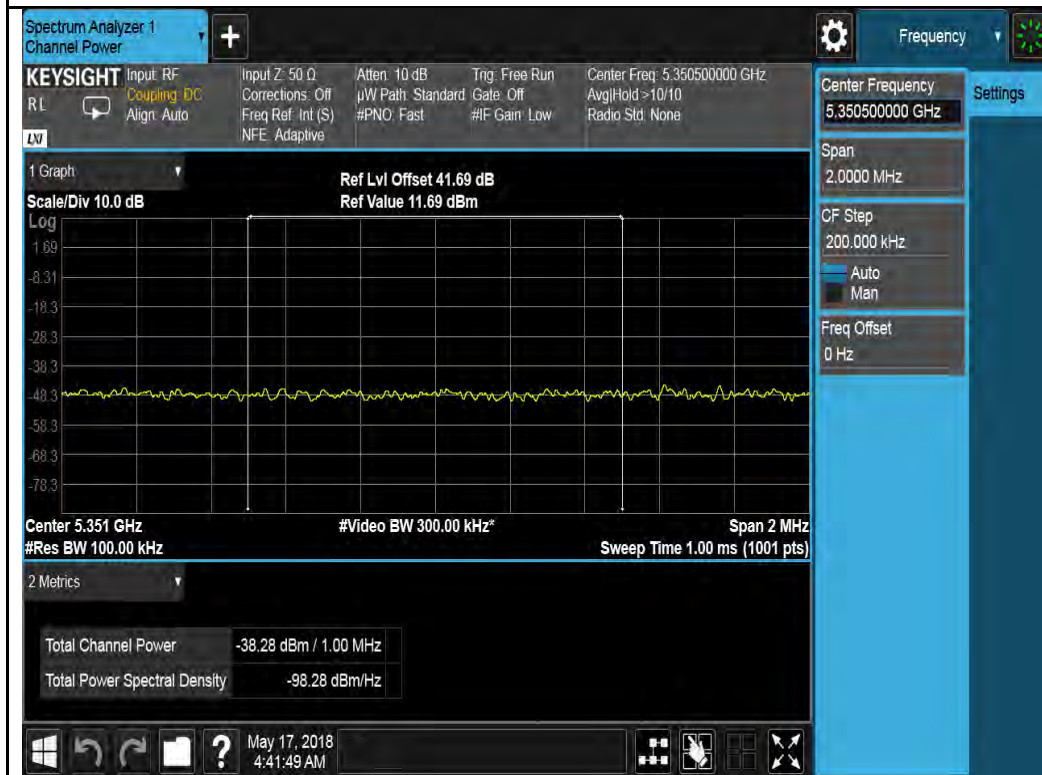 Spectrum Analyzer 1
Channel Power
Frequency
KEYSIGHT
RL
LXI
Input: RF
Coupling: DC
Align: Auto
Input Z: 50 Ω
Corrections: Off
Freq Ref: Int (S)
NFE: Adaptive
Atten: 10 dB
µW Path: Standard
#PNO: Fast
Trig: Free Run
Gate: Off
#IF Gain: Low
Center Freq: 5.350500000 GHz
Avg|Hold >10/10
Radio Std: None
Center Frequency
5.350500000 GHz
Settings
Span
2.0000 MHz
CF Step
200.000 kHz
Auto
Man
Freq Offset
0 Hz
1 Graph
Scale/Div 10.0 dB
Ref Lvl Offset 41.69 dB
Ref Value 11.69 dBm
Log
1.69
-8.31
-18.3
-28.3
-38.3
-48.3
-58.3
-68.3
-78.3
Center 5.351 GHz
#Video BW 300.00 kHz*
Span 2 MHz
#Res BW 100.00 kHz
Sweep Time 1.00 ms (1001 pts)
2 Metrics
Total Channel Power -38.28 dBm / 1.00 MHz
Total Power Spectral Density -98.28 dBm/Hz
?
May 17, 2018
4:41:49 AM